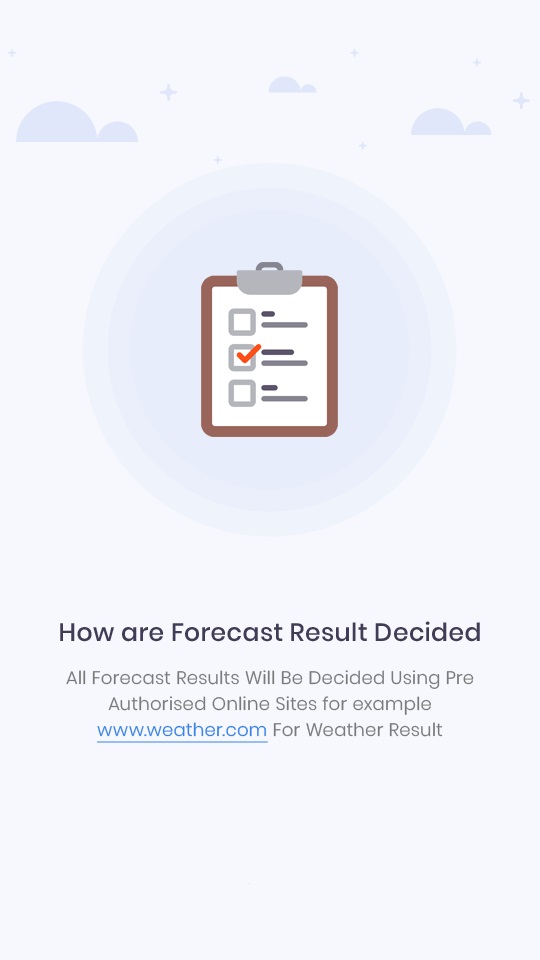 How are Forecast Result Decided
All Forecast Results Will Be Decided Using Pre
Authorised Online Sites for example
www.weather.com For Weather Result